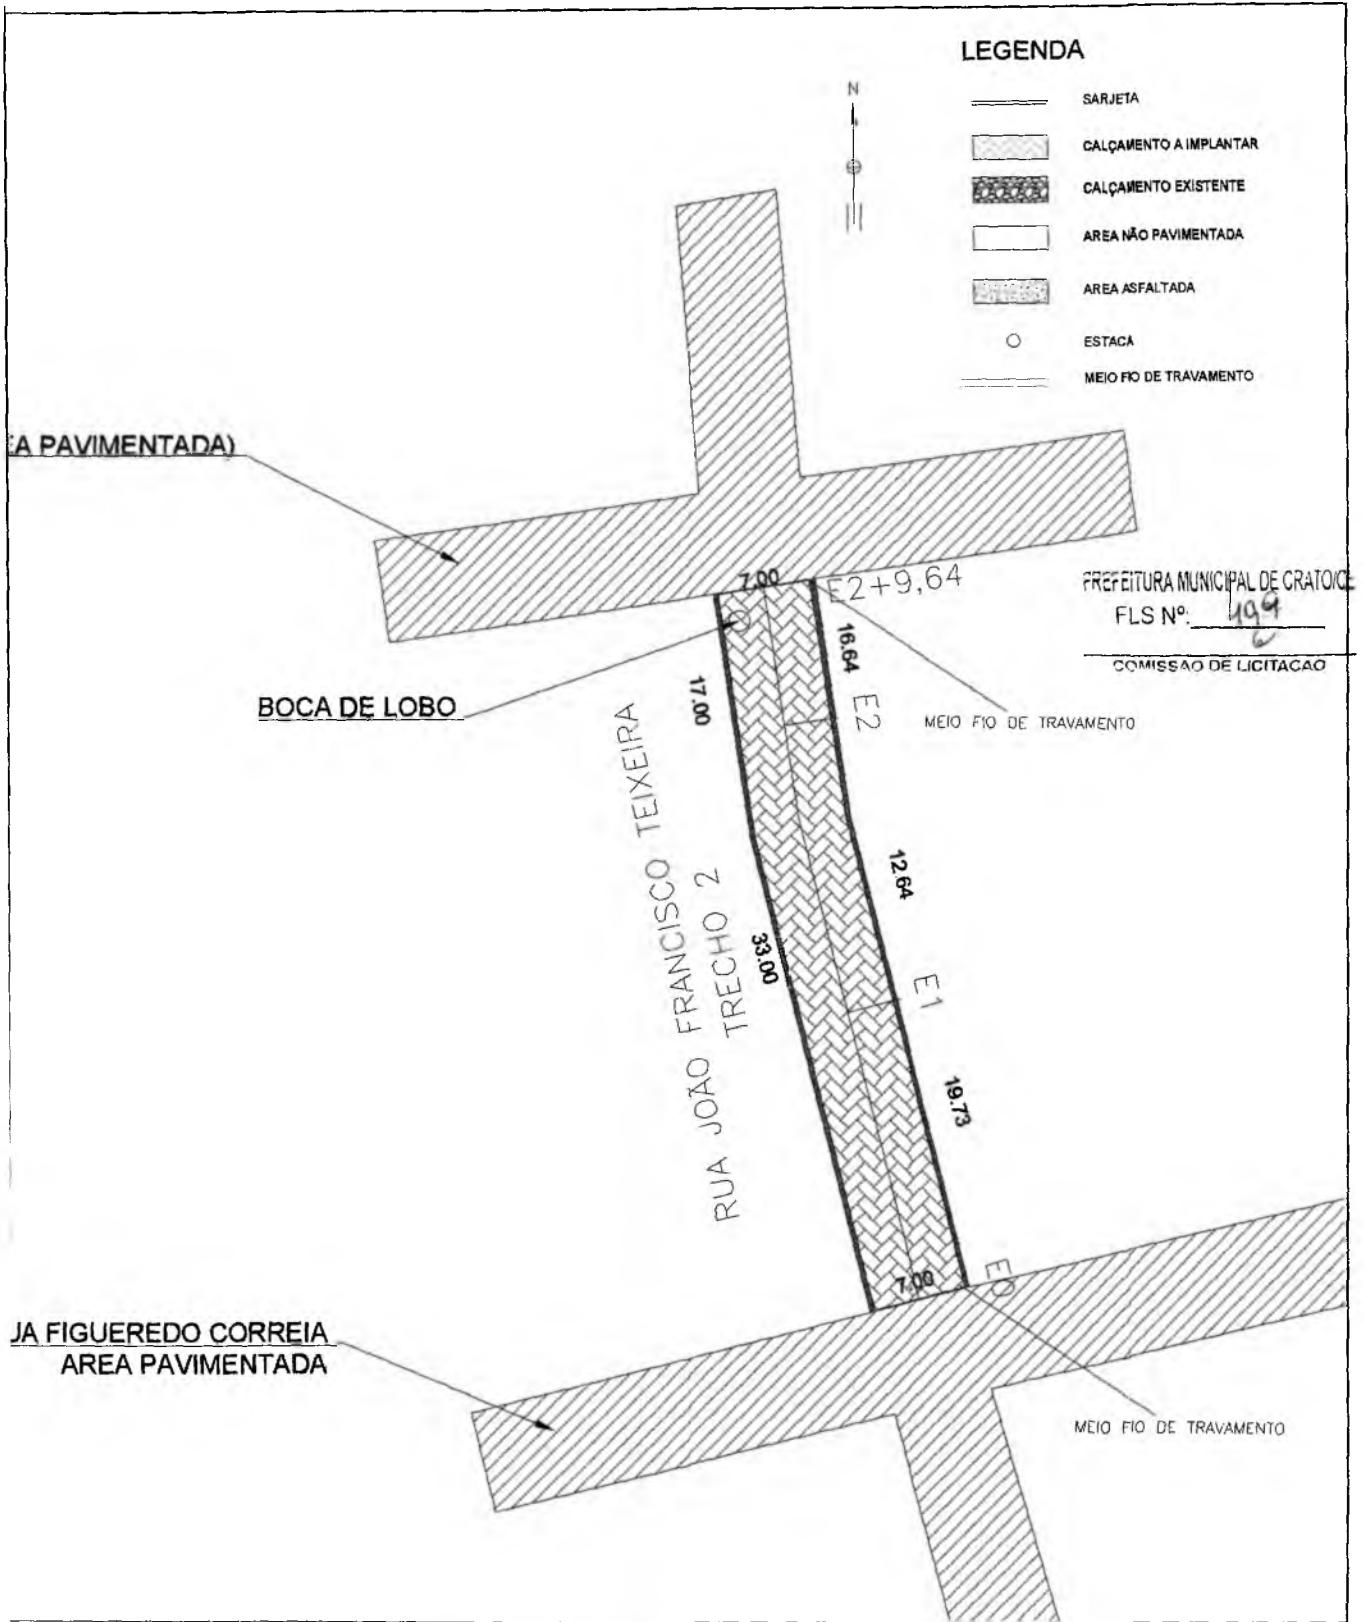 LEGENDA
N
SARJETA
CALÇAMENTO A IMPLANTAR
CALÇAMENTO EXISTENTE
AREA NÃO PAVIMENTADA
AREA ASFALTADA
ESTACA
MEIO FIO DE TRAVAMENTO
EA PAVIMENTADA)
7.00
E2+9,64
PREFEITURA MUNICIPAL DE CRATO/CE
FLS Nº: 499
COMISSAO DE LICITACAO
16.64
17.00
E2
BOCA DE LOBO
MEIO FIO DE TRAVAMENTO
RUA JOÃO FRANCISCO TEIXEIRA
TRECHO 2
12.64
33.00
E1
19.73
E0
7.00
JA FIGUEREDO CORREIA
AREA PAVIMENTADA
MEIO FIO DE TRAVAMENTO